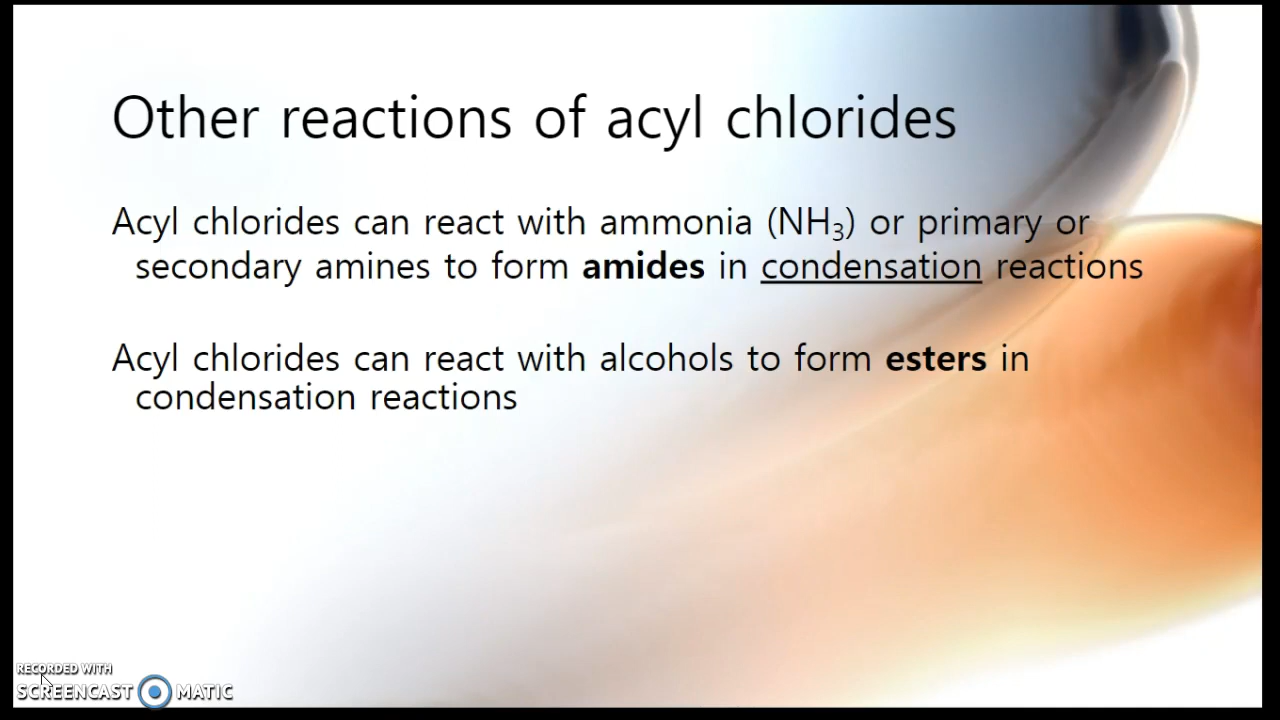 Other reactions of acyl chlorides
Acyl chlorides can react with ammonia (NH₃) or primary or
secondary amines to form amides in condensation reactions
Acyl chlorides can react with alcohols to form esters in
condensation reactions
RECORDED WITH
SCREENCAST MATIC